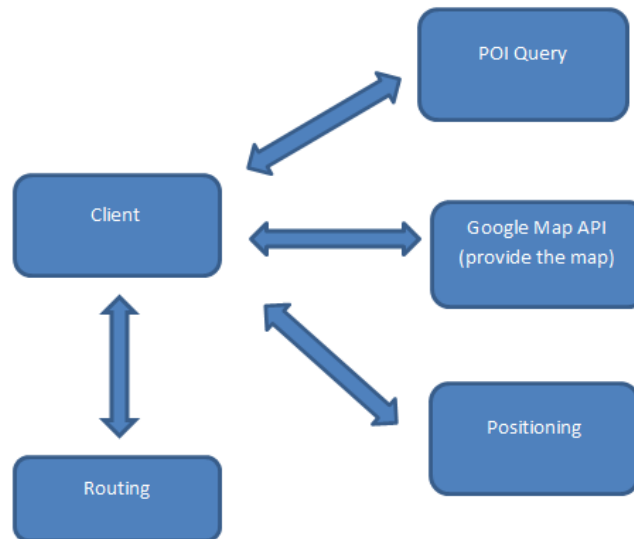 POI Query
Client
Google Map API
(provide the map)
Positioning
Routing